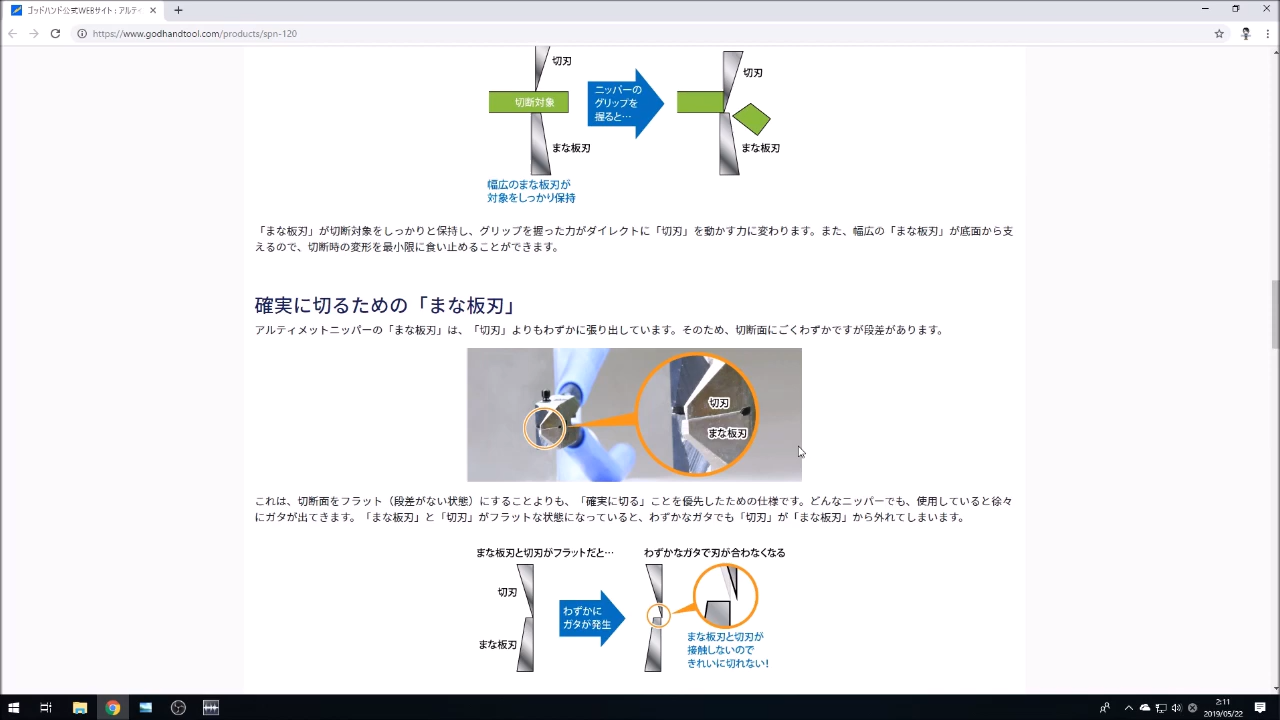 ゴッドハンド公式WEBサイト : アルティ
https://www.godhandtool.com/products/spn-120
切刃
切断対象
まな板刃
幅広のまな板刃が
対象をしっかり保持
ニッパーの
グリップを
握ると…
切刃
まな板刃
「まな板刃」が切断対象をしっかりと保持し、グリップを握った力がダイレクトに「切刃」を動かす力に変わります。また、幅広の「まな板刃」が底面から支
えるので、切断時の変形を最小限に食い止めることができます。
確実に切るための「まな板刃」
アルティメットニッパーの「まな板刃」は、「切刃」よりもわずかに張り出しています。そのため、切断面にごくわずかですが段差があります。
切刃
まな板刃
これは、切断面をフラット（段差がない状態）にすることよりも、「確実に切る」ことを優先したための仕様です。どんなニッパーでも、使用していると徐々
にガタが出てきます。「まな板刃」と「切刃」がフラットな状態になっていると、わずかなガタでも「切刃」が「まな板刃」から外れてしまいます。
まな板刃と切刃がフラットだと…
切刃
まな板刃
わずかに
ガタが発生
わずかなガタで刃が合わなくなる
まな板刃と切刃が
接触しないので
きれいに切れない!
2:11
2019/05/22